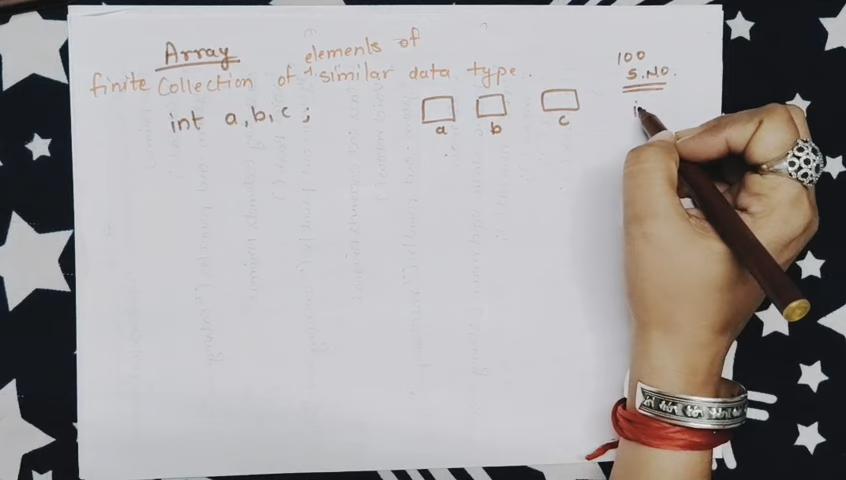 Array
finite Collection of elements of similar data type.
int a, b, c ;
a b c
100
S.NO.
i